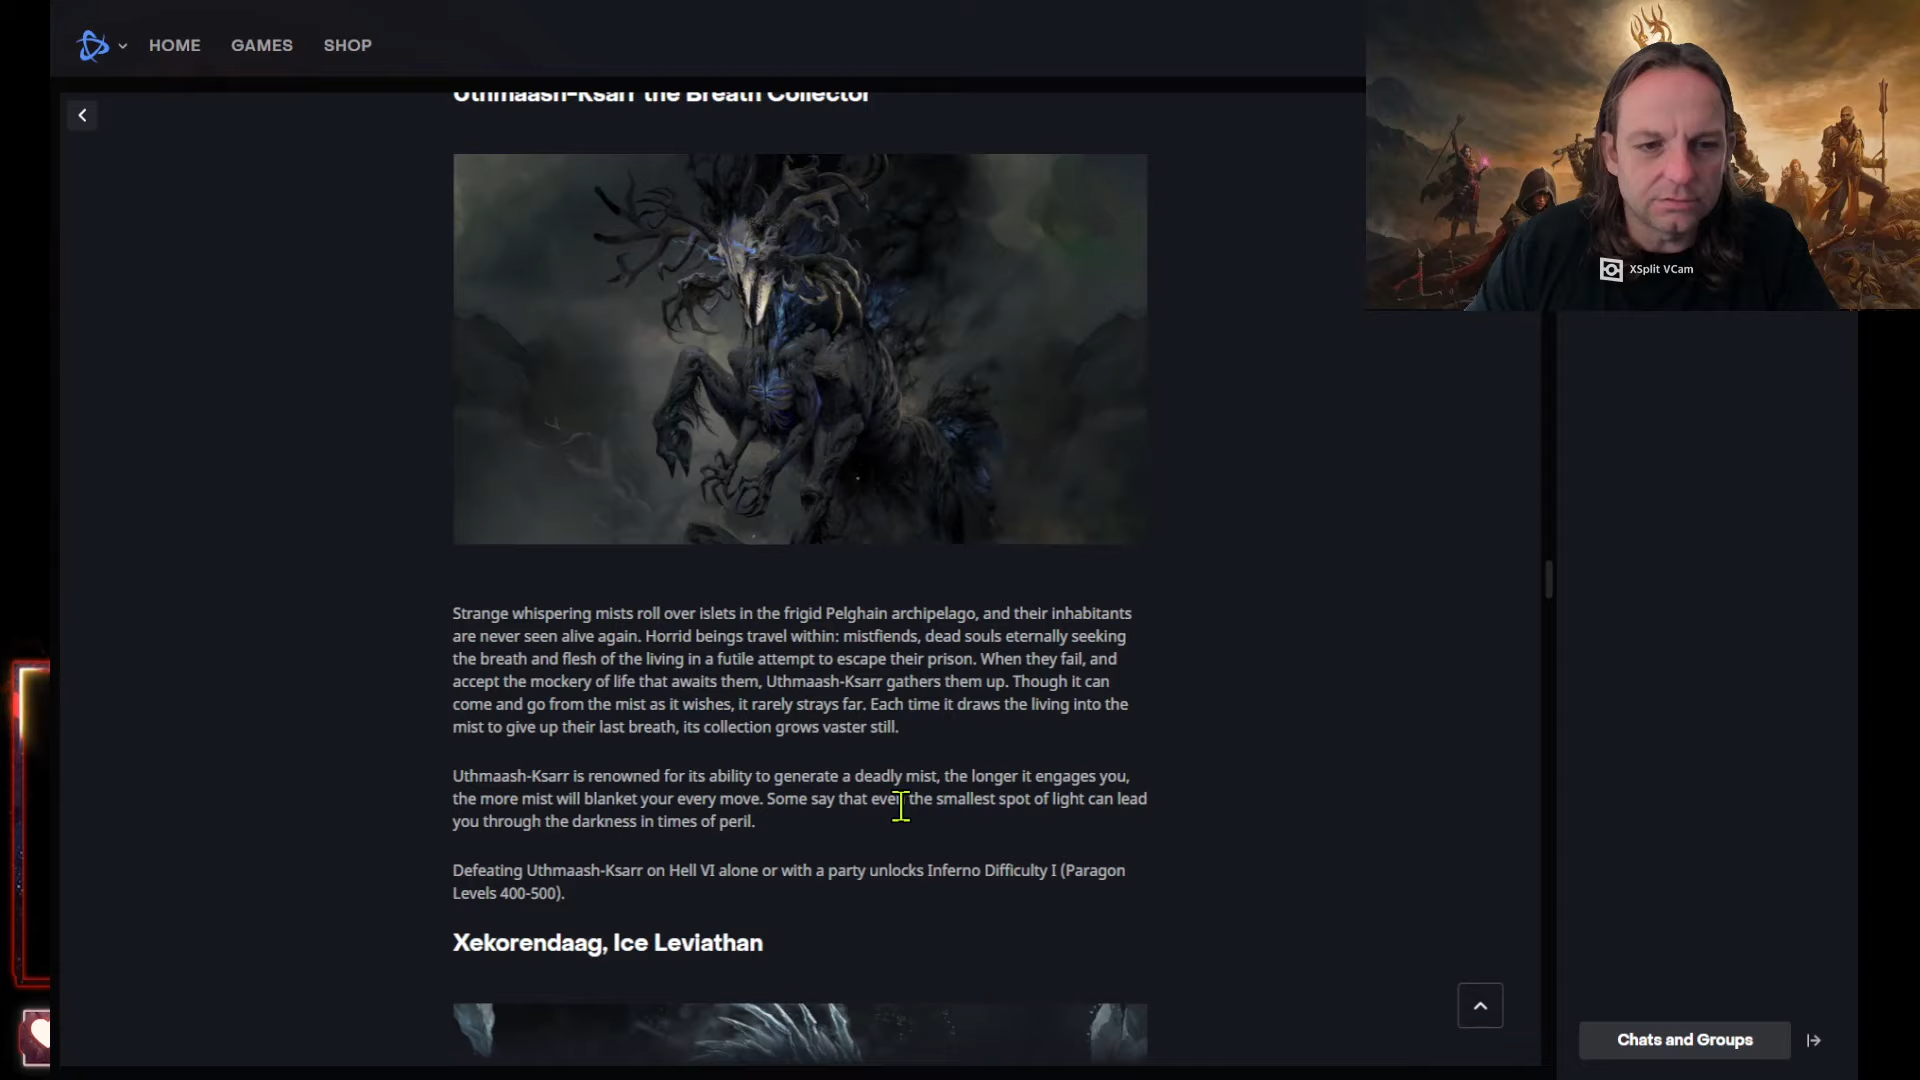 HOME GAMES SHOP
Uthmaash-Ksarr the Breath Collector
XSplit VCam
Strange whispering mists roll over islets in the frigid Pelghain archipelago, and their inhabitants
are never seen alive again. Horrid beings travel within: mistfiends, dead souls eternally seeking
the breath and flesh of the living in a futile attempt to escape their prison. When they fail, and
accept the mockery of life that awaits them, Uthmaash-Ksarr gathers them up. Though it can
come and go from the mist as it wishes, it rarely strays far. Each time it draws the living into the
mist to give up their last breath, its collection grows vaster still.
Uthmaash-Ksarr is renowned for its ability to generate a deadly mist, the longer it engages you,
the more mist will blanket your every move. Some say that even the smallest spot of light can lead
you through the darkness in times of peril.
Defeating Uthmaash-Ksarr on Hell VI alone or with a party unlocks Inferno Difficulty I (Paragon
Levels 400-500).
Xekorendaag, Ice Leviathan
Chats and Groups